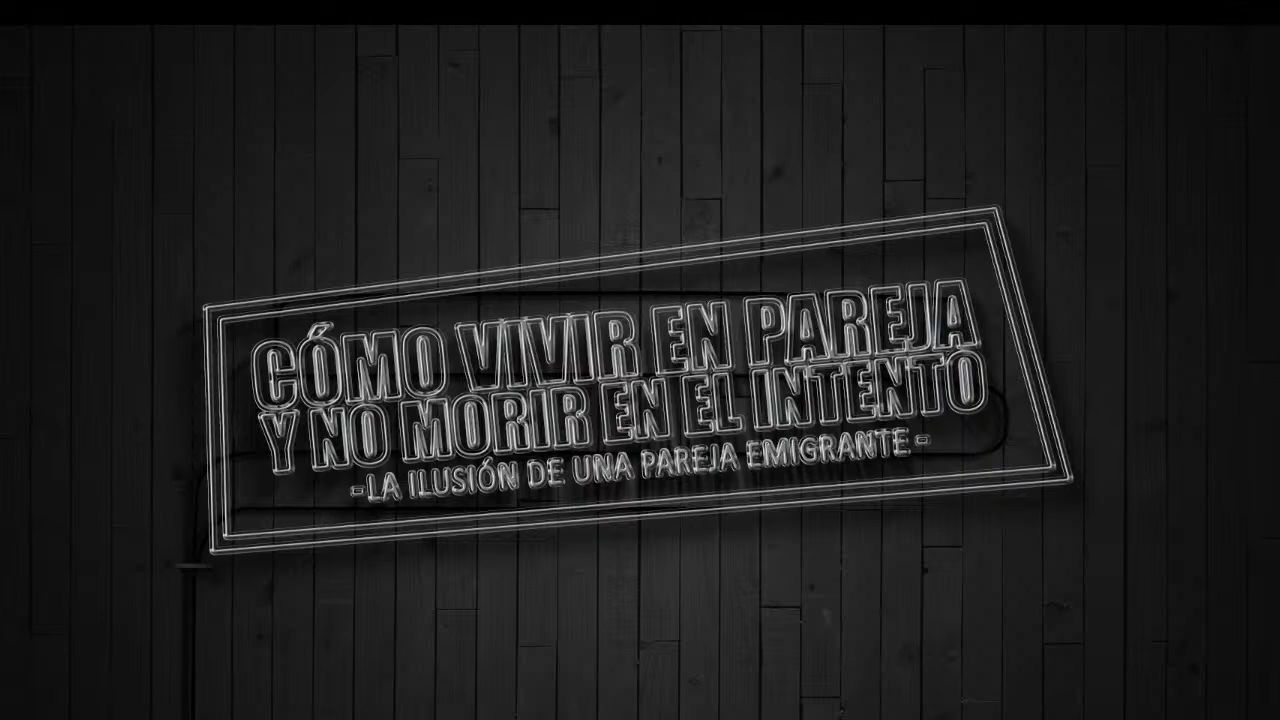 CÓMO VIVIR EN PAREJA
Y NO MORIR EN EL INTENTO
-LA ILUSIÓN DE UNA PAREJA EMIGRANTE-